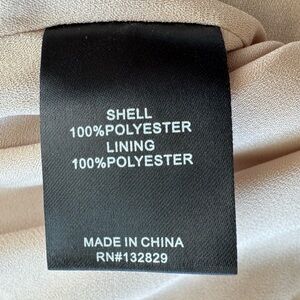 SHELL
100%POLYESTER
LINING
100%POLYESTER
MADE IN CHINA
RN#132829